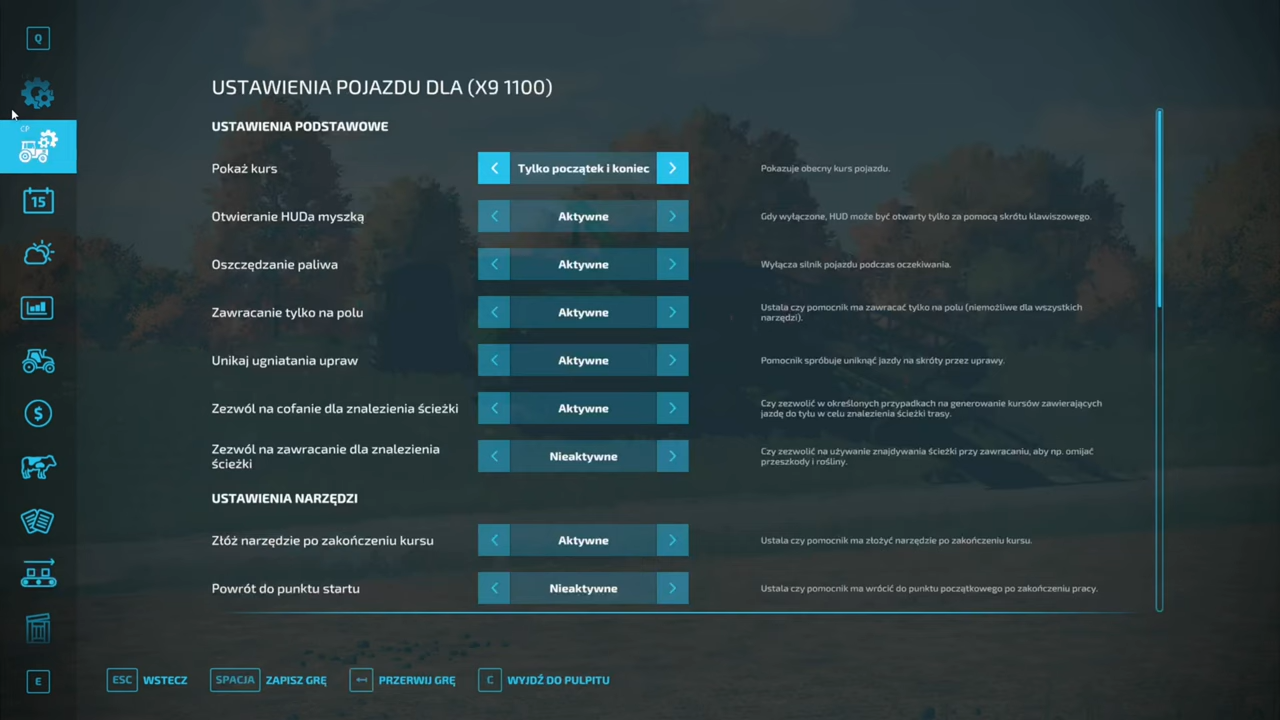 Q
USTAWIENIA POJAZDU DLA (X9 1100)
CP
USTAWIENIA PODSTAWOWE
Pokaż kurs
Tylko początek i koniec
Pokazuje obecny kurs pojazdu.
15
Otwieranie HUDa myszką
Aktywne
Gdy wyłączone, HUD może być otwarty tylko za pomocą skrótu klawiszowego.
Oszczędzanie paliwa
Aktywne
Wyłącza silnik pojazdu podczas oczekiwania.
Zawracanie tylko na polu
Aktywne
Ustala czy pomocnik ma zawracać tylko na polu (niemożliwe dla wszystkich
narzędzi).
Unikaj ugniatania upraw
Aktywne
Pomocnik spróbuje uniknąć jazdy na skróty przez uprawy.
Zezwól na cofanie dla znalezienia ścieżki
Aktywne
Czy zezwolić w określonych przypadkach na generowanie kursów zawierających
jazdę do tyłu w celu znalezienia ścieżki trasy.
$
Zezwól na zawracanie dla znalezienia
ścieżki
Nieaktywne
Czy zezwolić na używanie znajdywania ścieżki przy zawracaniu, aby np. omijać
przeszkody i rośliny.
USTAWIENIA NARZĘDZI
Złóż narzędzie po zakończeniu kursu
Aktywne
Ustala czy pomocnik ma złożyć narzędzie po zakończeniu kursu.
Powrót do punktu startu
Nieaktywne
Ustala czy pomocnik ma wrócić do punktu początkowego po zakończeniu pracy.
E
ESC WSTECZ
SPACJA ZAPISZ GRĘ
PRZERWIJ GRĘ
C WYJDŹ DO PULPITU